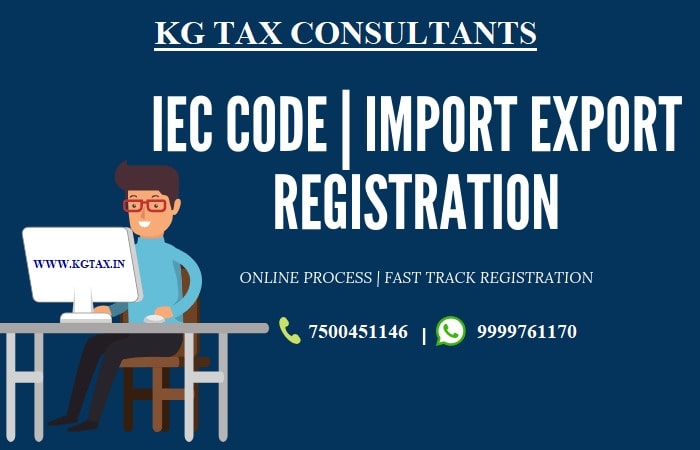 KG TAX CONSULTANTS
IEC CODE | IMPORT EXPORT
REGISTRATION
WWW.KGTAX.IN
ONLINE PROCESS | FAST TRACK REGISTRATION
7500451146 | 9999761170